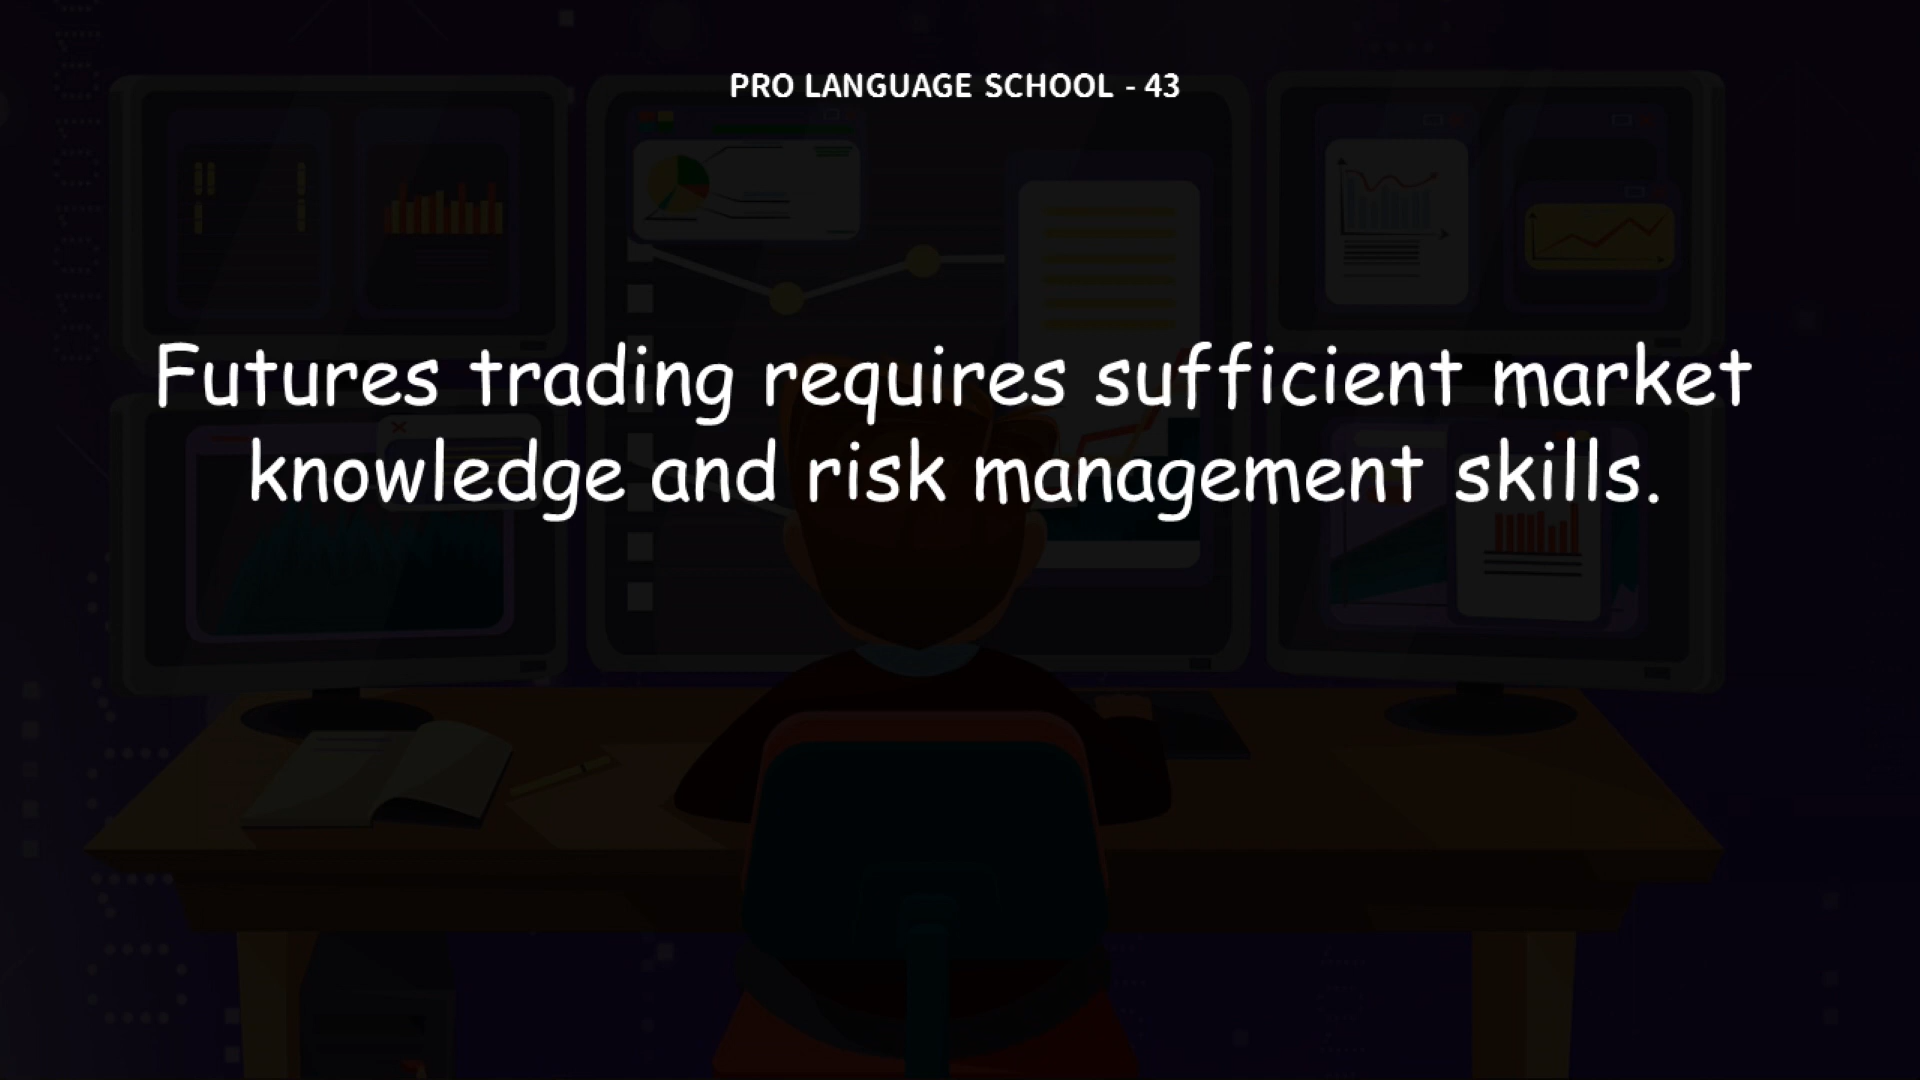 PRO LANGUAGE SCHOOL - 43
Futures trading requires sufficient market
knowledge and risk management skills.